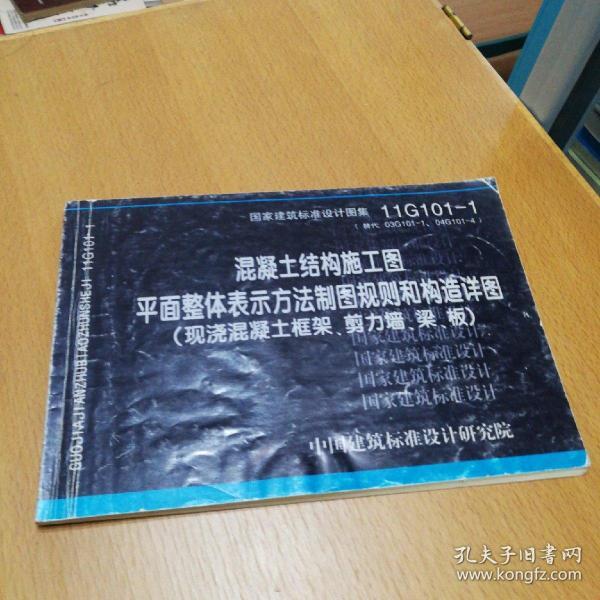 国家建筑标准设计图集 11G101-1
(替代 03G101-1、04G101-4)
混凝土结构施工图
平面整体表示方法制图规则和构造详图
(现浇混凝土框架、剪力墙、梁、板)
国家建筑标准设计
国家建筑标准设计
国家建筑标准设计
国家建筑标准设计
中国建筑标准设计研究院
GUOJIAJIANZHUBIAOZHUNSHEJI 11G101-1
孔夫子旧书网
www.kongfz.com